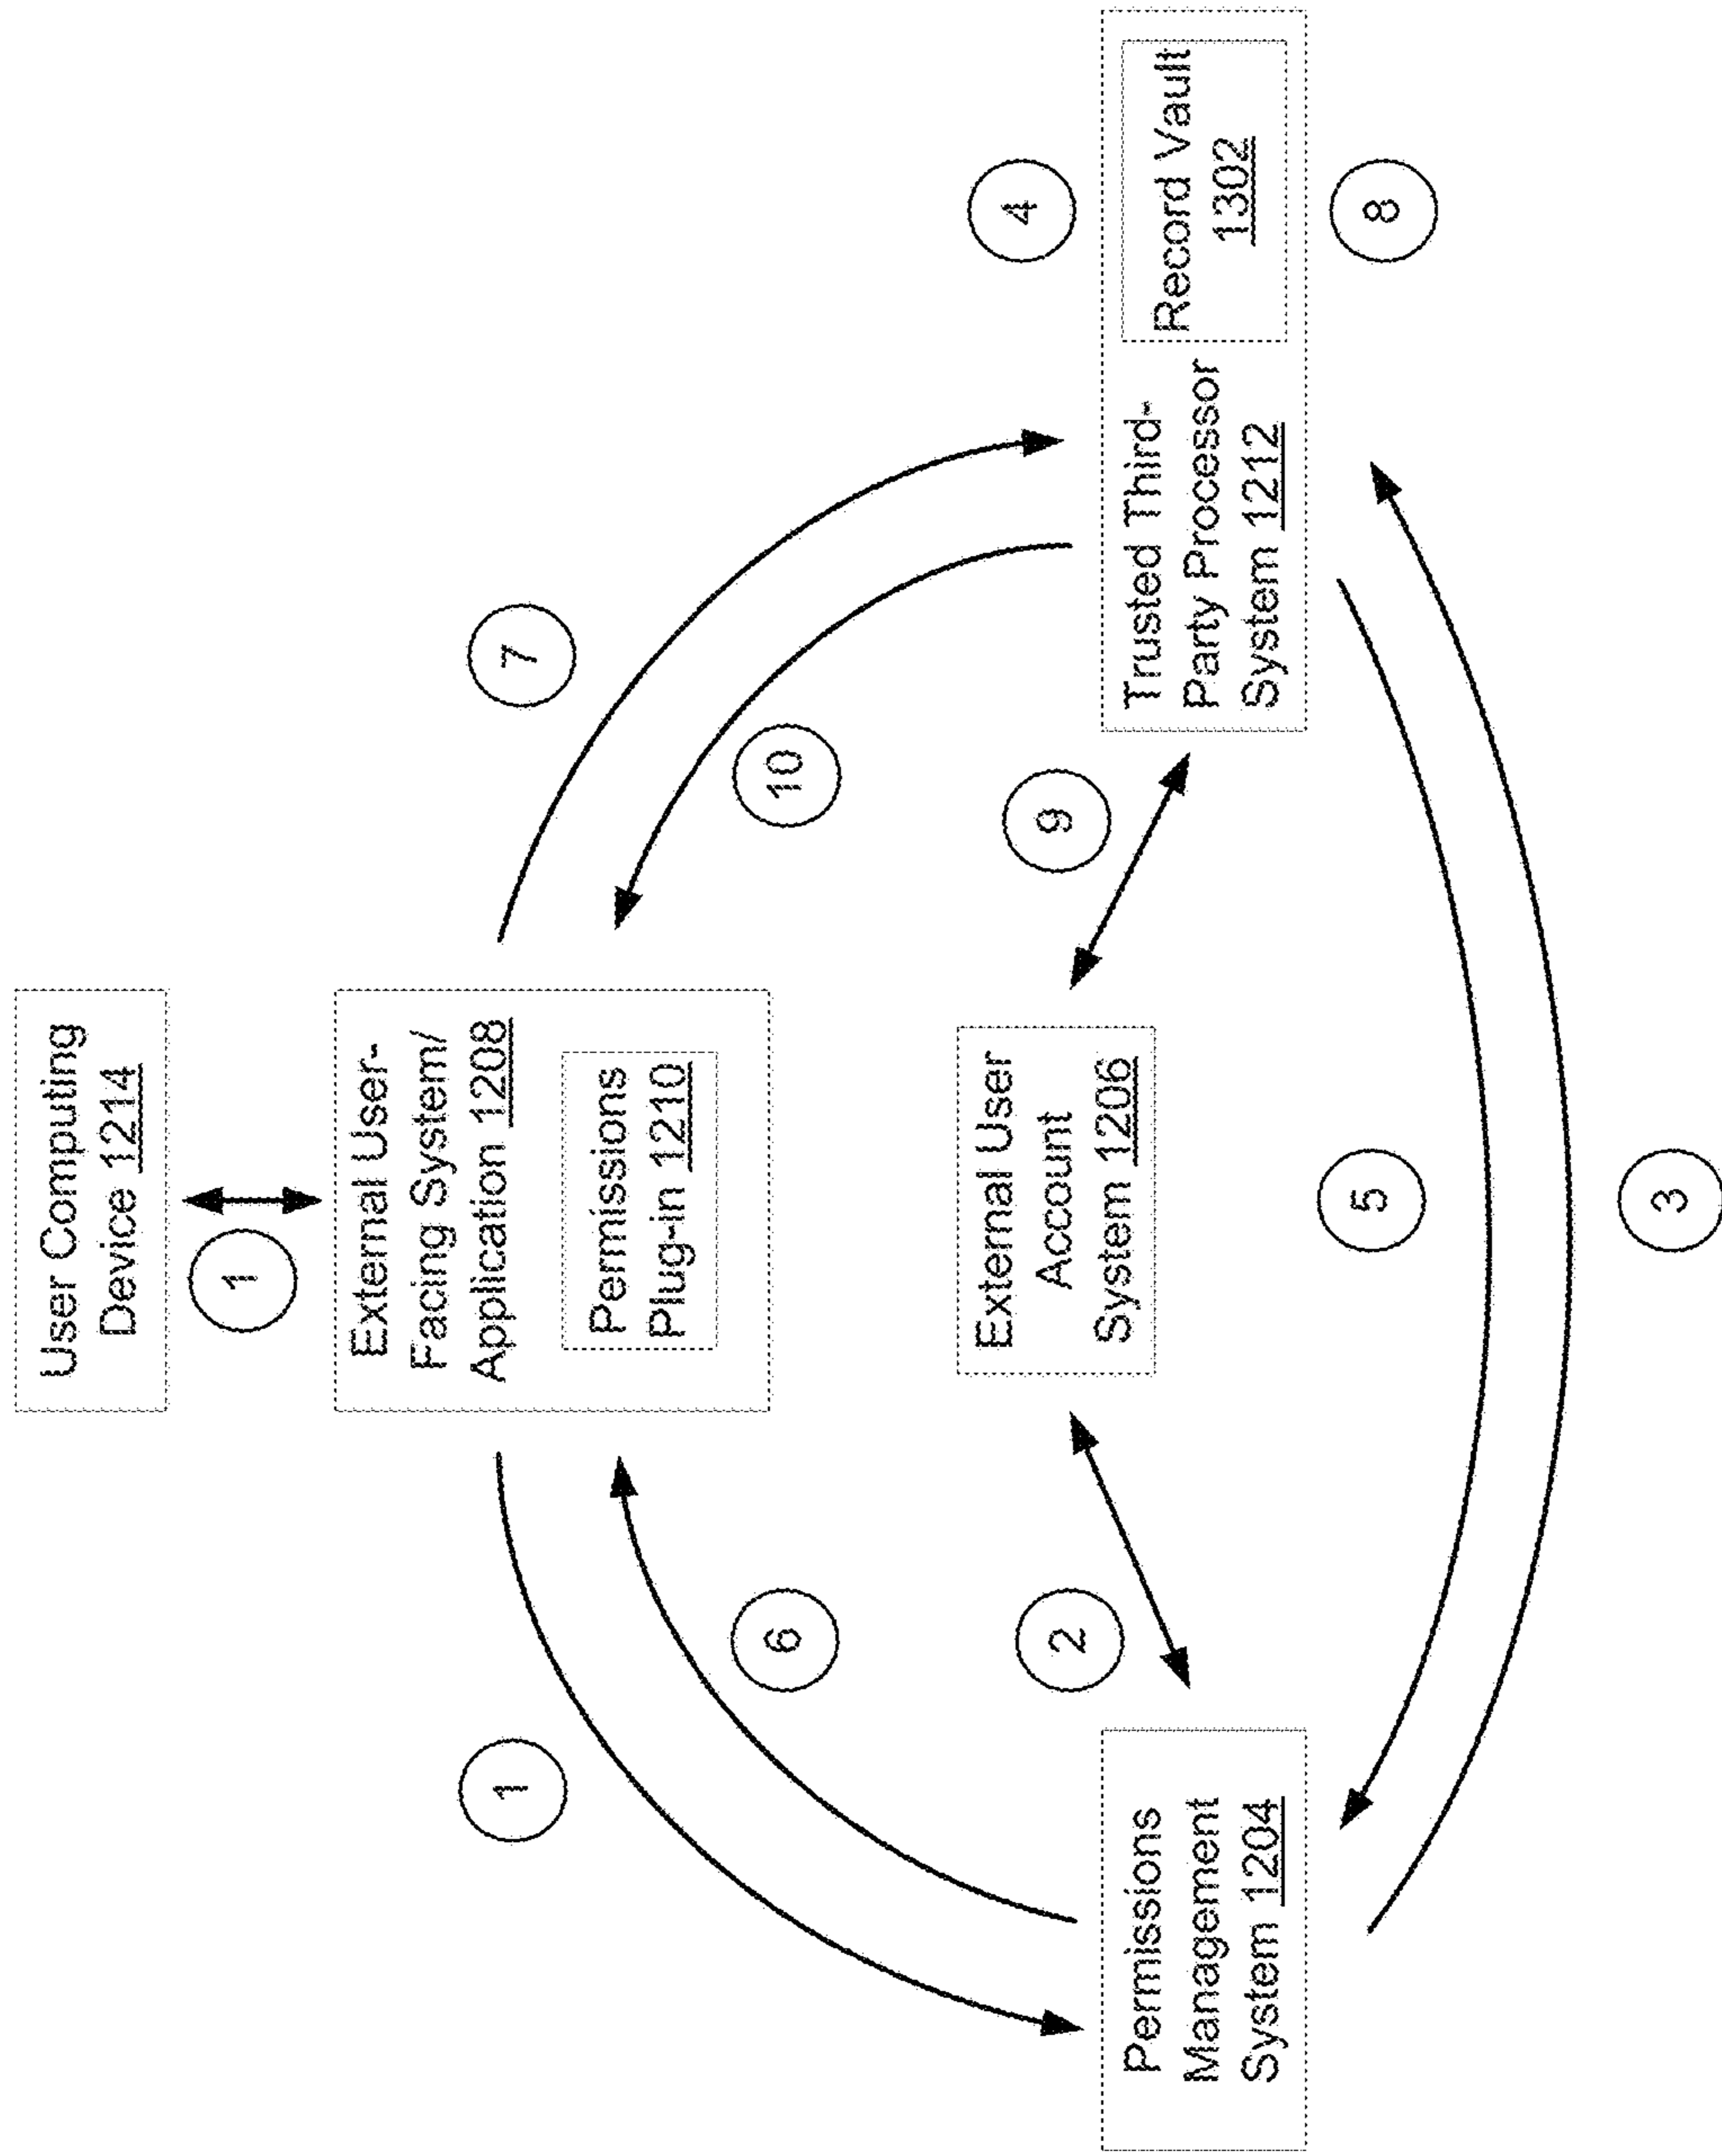 User Computing
Device 1214
1
External User-
Facing System/
Application 1208
Permissions
Plug-in 1210
1
7
6
10
External User
Account
System 1206
2
9
4
Permissions
Management
System 1204
Trusted Third-
Party Processor
System 1212
Record Vault
1302
5
8
3